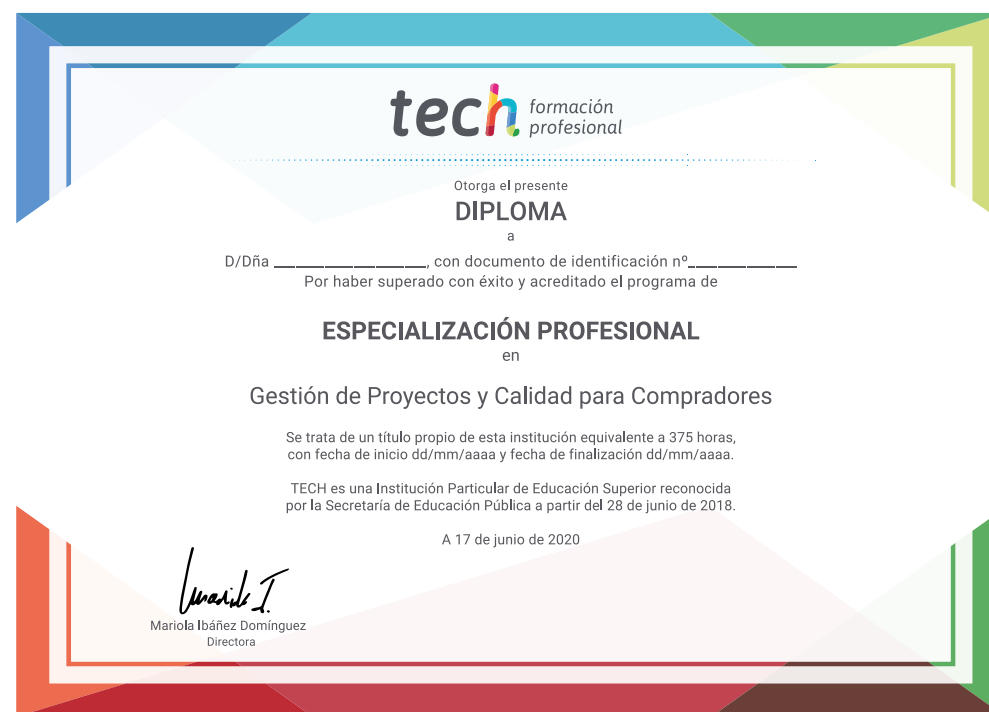 tech formación
profesional
Otorga el presente
DIPLOMA
a
D/Dña ______________, con documento de identificación nº__________
Por haber superado con éxito y acreditado el programa de
ESPECIALIZACIÓN PROFESIONAL
en
Gestión de Proyectos y Calidad para Compradores
Se trata de un título propio de esta institución equivalente a 375 horas,
con fecha de inicio dd/mm/aaaa y fecha de finalización dd/mm/aaaa.
TECH es una Institución Particular de Educación Superior reconocida
por la Secretaría de Educación Pública a partir del 28 de junio de 2018.
A 17 de junio de 2020
Mariola Ibáñez Domínguez
Directora